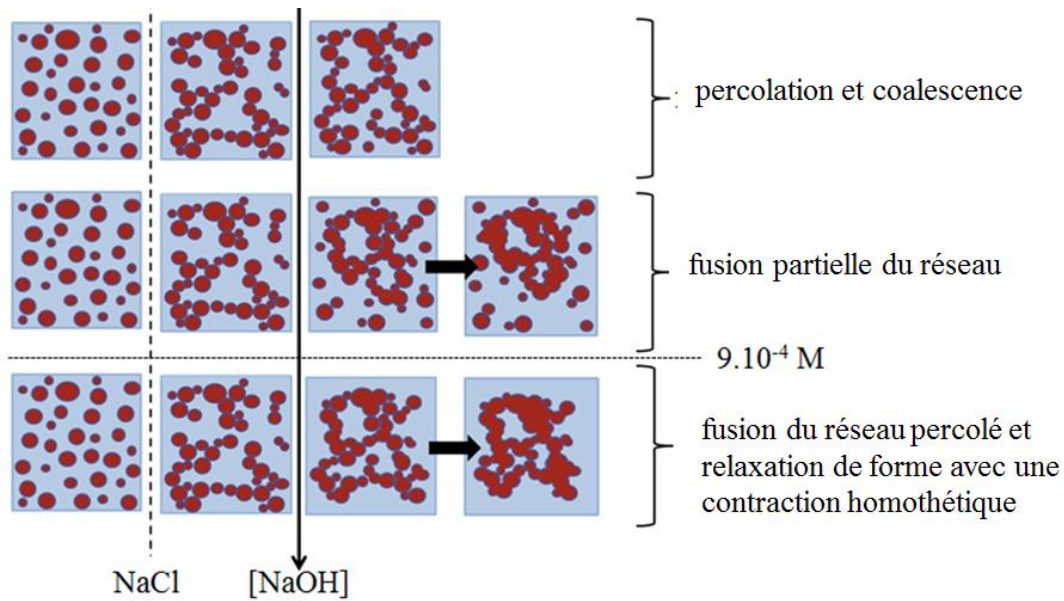 percolation et coalescence
fusion partielle du réseau
9.10⁻⁴ M
fusion du réseau percolé et
relaxation de forme avec une
contraction homothétique
NaCl
[NaOH]